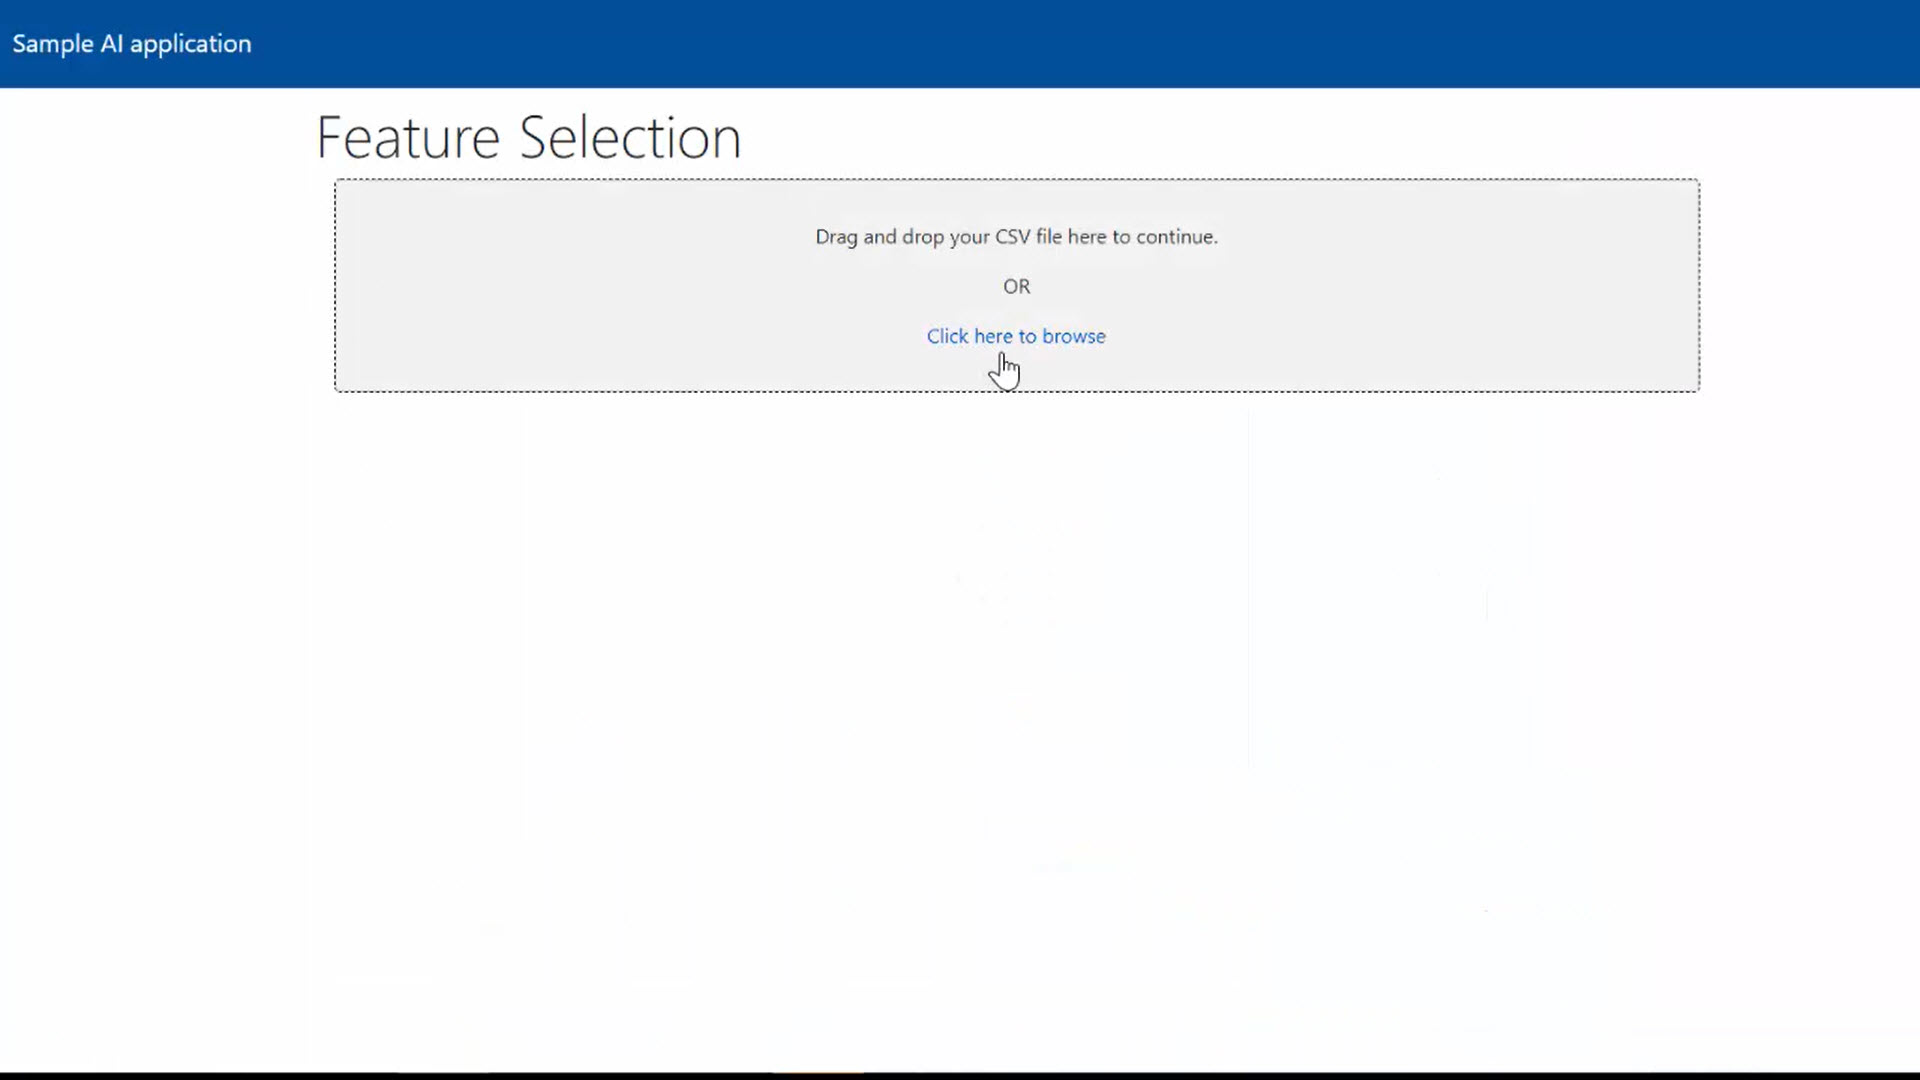 Sample AI application
Feature Selection
Drag and drop your CSV file here to continue.
OR
Click here to browse